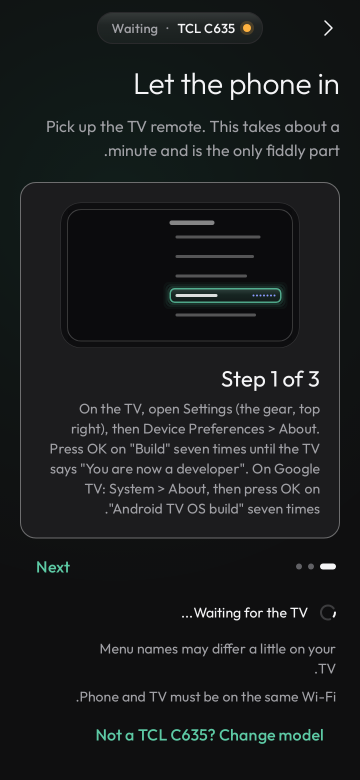 Waiting · TCL C635
Let the phone in
Pick up the TV remote. This takes about a
minute and is the only fiddly part.
Step 1 of 3
On the TV, open Settings (the gear, top
right), then Device Preferences > About.
Press OK on "Build" seven times until the TV
says "You are now a developer". On Google
TV: System > About, then press OK on
"Android TV OS build" seven times.
Next
Waiting for the TV...
Menu names may differ a little on your
TV.
Phone and TV must be on the same Wi-Fi.
Not a TCL C635? Change model